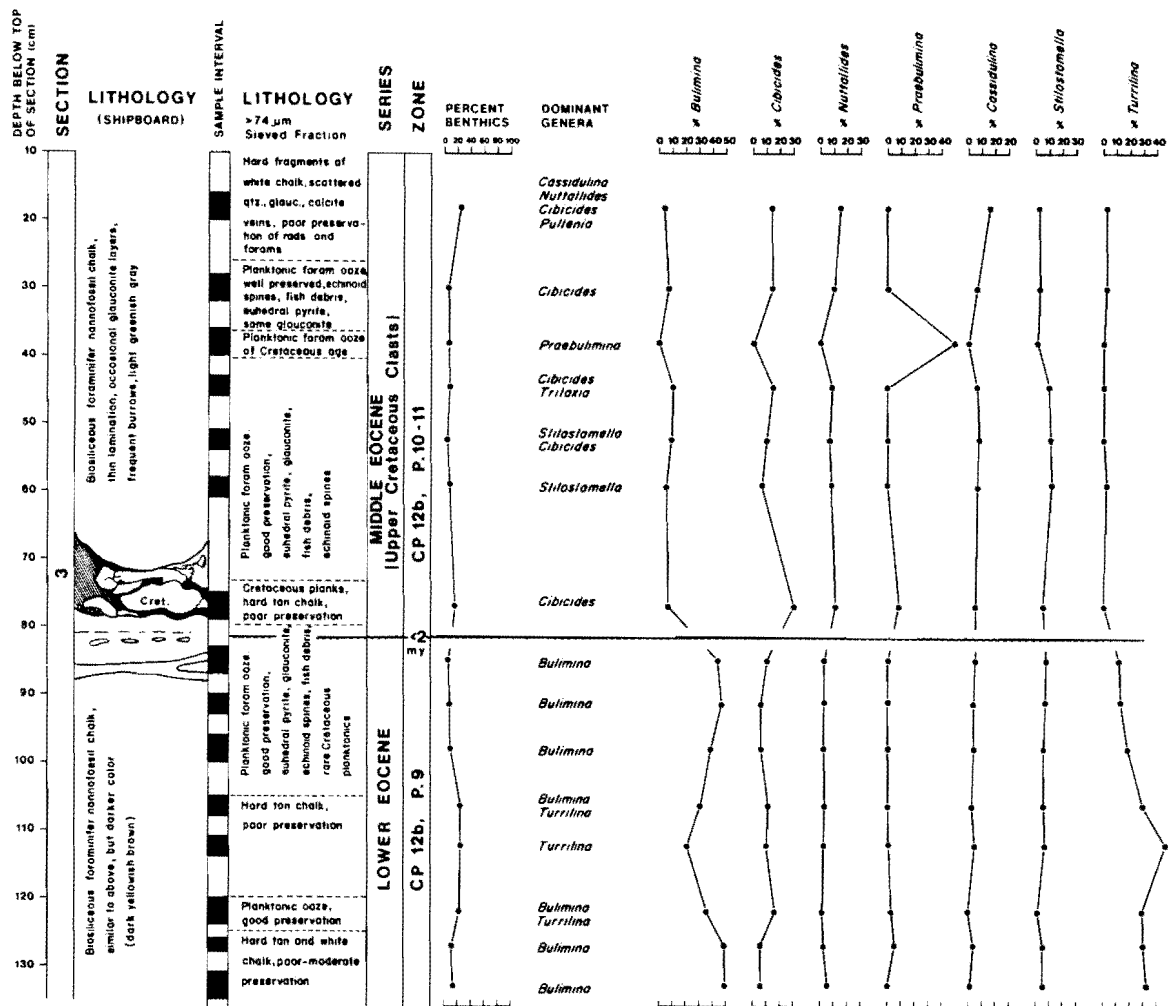 DEPTH BELOW TOP
OF SECTION (cm)
SECTION
LITHOLOGY
(SHIPBOARD)
SAMPLE INTERVAL
LITHOLOGY
>74 µm
Sieved Fraction
SERIES
ZONE
PERCENT
BENTHICS
0 20 40 60 80 100
DOMINANT
GENERA
% Bulimina
0 10 20 30 40 50
% Cibicides
0 10 20 30
% Nuttallides
0 10 20 30
% Praebulimina
0 10 20 30 40
% Cassidulina
0 10 20 30
% Stilostamella
0 10 20 30
% Turrilina
0 10 20 30 40
10
20
30
40
50
60
70
80
90
100
110
120
130
3
Biosiliceous foraminifer nannofossil chalk,
thin lamination, occasional glauconite layers,
frequent burrows, light greenish gray
Cret.
Biosiliceous foraminifer nannofossil chalk,
similar to above, but darker color
(dark yellowish brown)
Hard fragments of
white chalk, scattered
qtz., glauc., calcite
veins, poor preserva-
tion of rads and
forams
Planktonic foram ooze,
well preserved, echinoid
spines, fish debris,
euhedral pyrite,
some glauconite
Planktonic foram ooze
of Cretaceous age
Planktonic foram ooze,
good preservation,
euhedral pyrite, glauconite,
fish debris,
echinoid spines
Cretaceous planks,
hard tan chalk,
poor preservation
Planktonic foram ooze
good preservation,
euhedral pyrite, glauconite,
echinoid spines, fish debris,
rare Cretaceous
planktonics
Hard tan chalk,
poor preservation
Planktonic ooze,
good preservation
Hard tan and white
chalk, poor-moderate
preservation
MIDDLE EOCENE
(Upper Cretaceous Clasts)
CP 12b, P.10-11
<2
my
LOWER EOCENE
CP 12b, P.9
Cassidulina
Nuttallides
Cibicides
Pullenia
Cibicides
Praebulimina
Cibicides
Tritaxia
Stilostamella
Cibicides
Stilostamella
Cibicides
Bulimina
Bulimina
Bulimina
Bulimina
Turrilina
Turrilina
Bulimina
Turrilina
Bulimina
Bulimina